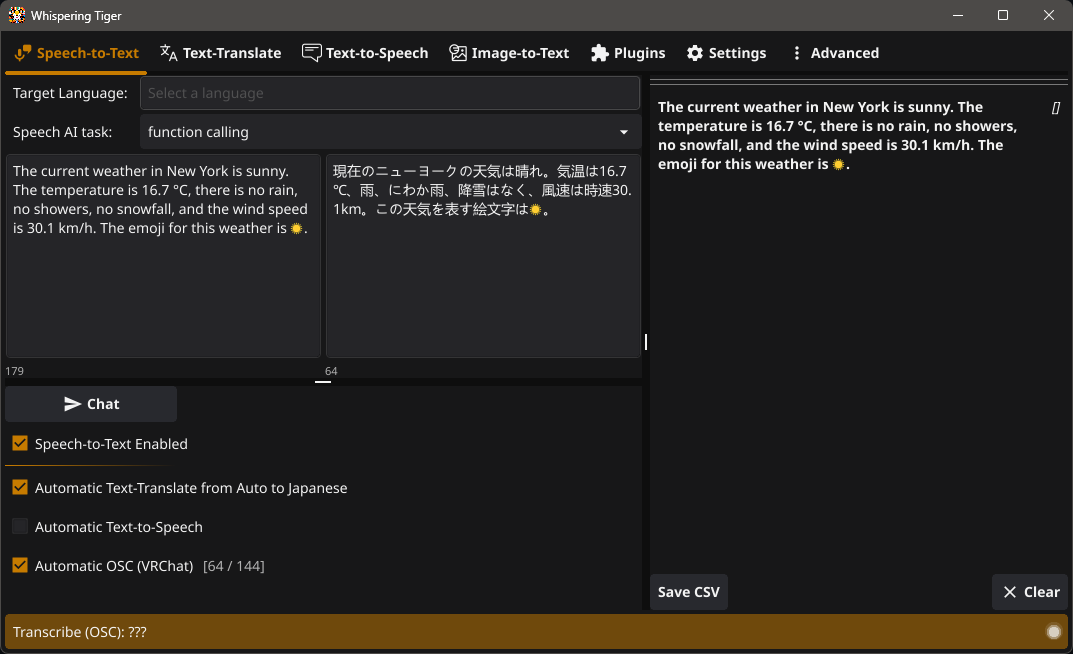 Whispering Tiger
Speech-to-Text
Text-Translate
Text-to-Speech
Image-to-Text
Plugins
Settings
Advanced
Target Language:
Select a language
Speech AI task:
function calling
The current weather in New York is sunny.
The temperature is 16.7 °C, there is no rain,
no showers, no snowfall, and the wind speed
is 30.1 km/h. The emoji for this weather is ☀️.
現在のニューヨークの天気は晴れ。気温は16.7
℃、雨、にわか雨、降雪はなく、風速は時速30.
1km。この天気を表す絵文字は☀️。
179
64
Chat
Speech-to-Text Enabled
Automatic Text-Translate from Auto to Japanese
Automatic Text-to-Speech
Automatic OSC (VRChat) [64 / 144]
The current weather in New York is sunny. The
temperature is 16.7 °C, there is no rain, no showers,
no snowfall, and the wind speed is 30.1 km/h. The
emoji for this weather is ☀️.
Save CSV
Clear
Transcribe (OSC): ???